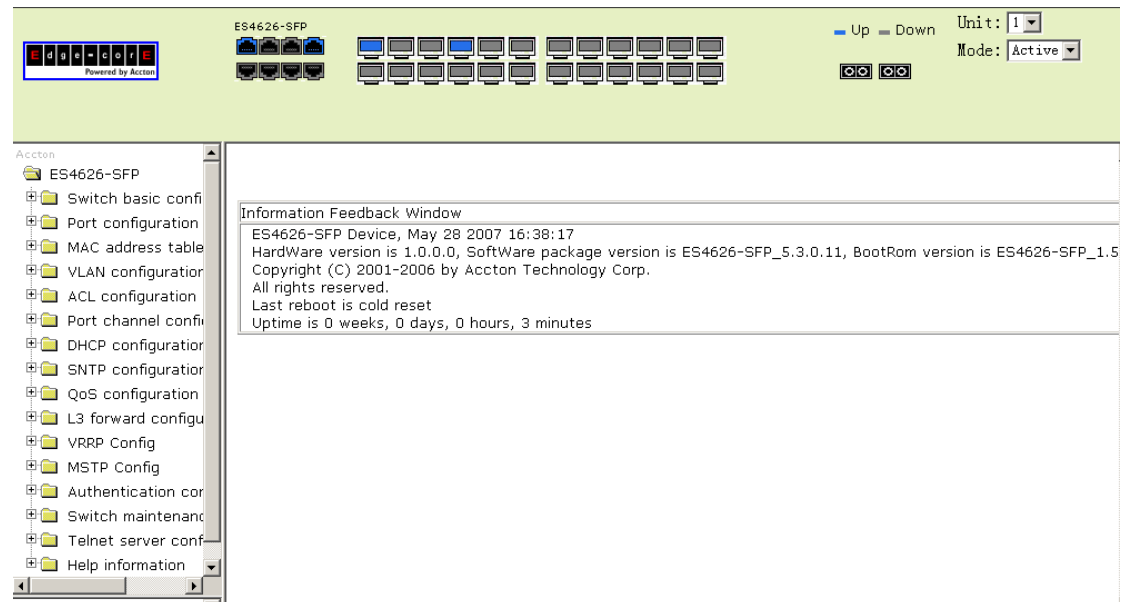 ES4626-SFP
Up Down
Unit: 1
Mode: Active
Edge-corE
Powered by Accton
Accton
ES4626-SFP
Switch basic confi
Port configuration
MAC address table
VLAN configuration
ACL configuration
Port channel confi
DHCP configuration
SNTP configuration
QoS configuration
L3 forward configu
VRRP Config
MSTP Config
Authentication cor
Switch maintenanc
Telnet server conf
Help information
Information Feedback Window
ES4626-SFP Device, May 28 2007 16:38:17
HardWare version is 1.0.0.0, SoftWare package version is ES4626-SFP_5.3.0.11, BootRom version is ES4626-SFP_1.5
Copyright (C) 2001-2006 by Accton Technology Corp.
All rights reserved.
Last reboot is cold reset
Uptime is 0 weeks, 0 days, 0 hours, 3 minutes